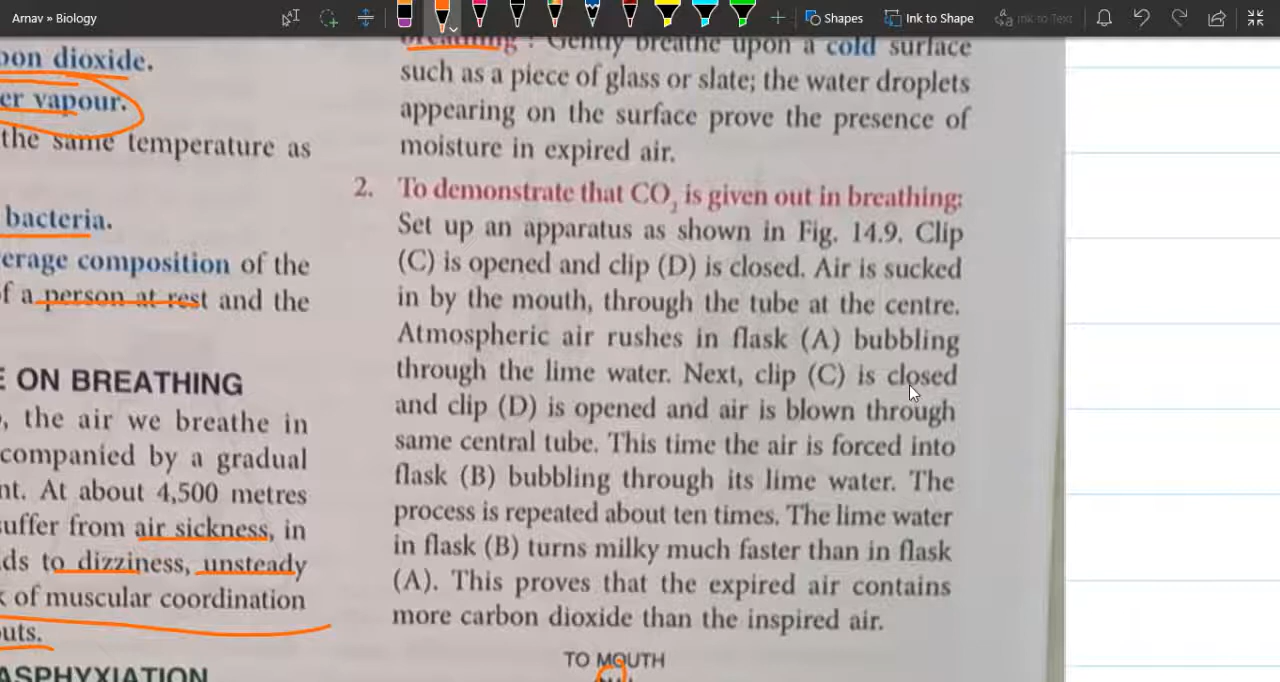 Arnav » Biology
Shapes
Ink to Shape
Ink to Text
bon dioxide.
er vapour.
the same temperature as
bacteria.
erage composition of the
f a person at rest and the
E ON BREATHING
, the air we breathe in
companied by a gradual
nt. At about 4,500 metres
suffer from air sickness, in
ds to dizziness, unsteady
k of muscular coordination
outs.
ASPHYXIATION
breathing : Gently breathe upon a cold surface
such as a piece of glass or slate; the water droplets
appearing on the surface prove the presence of
moisture in expired air.
2. To demonstrate that CO₂ is given out in breathing:
Set up an apparatus as shown in Fig. 14.9. Clip
(C) is opened and clip (D) is closed. Air is sucked
in by the mouth, through the tube at the centre.
Atmospheric air rushes in flask (A) bubbling
through the lime water. Next, clip (C) is closed
and clip (D) is opened and air is blown through
same central tube. This time the air is forced into
flask (B) bubbling through its lime water. The
process is repeated about ten times. The lime water
in flask (B) turns milky much faster than in flask
(A). This proves that the expired air contains
more carbon dioxide than the inspired air.
TO MOUTH